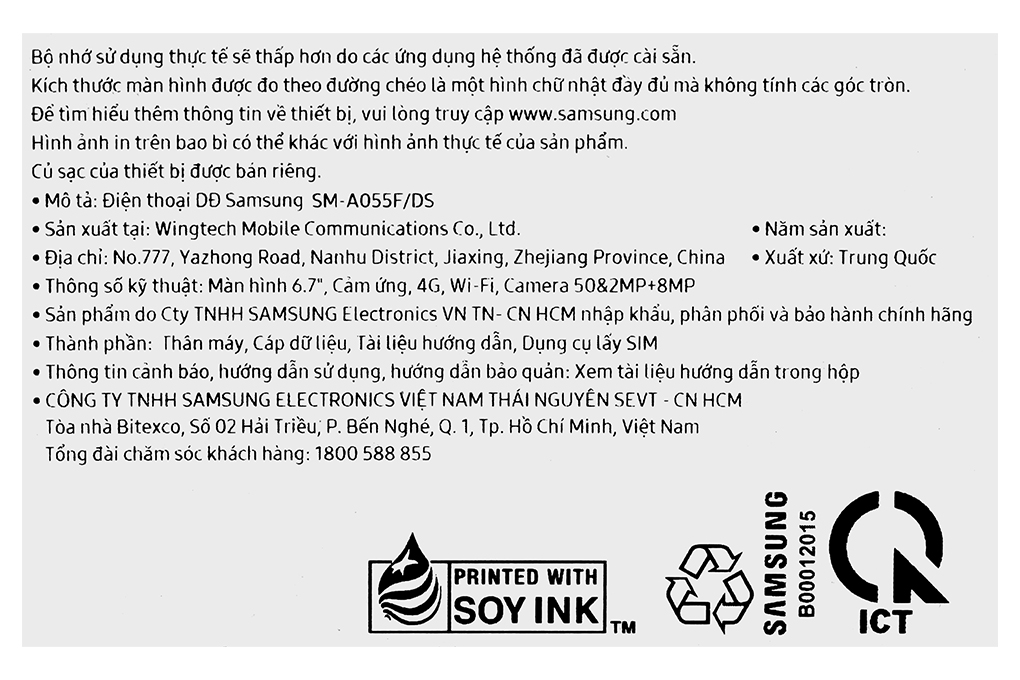 Bộ nhớ sử dụng thực tế sẽ thấp hơn do các ứng dụng hệ thống đã được cài sẵn.
Kích thước màn hình được đo theo đường chéo là một hình chữ nhật đầy đủ mà không tính các góc tròn.
Để tìm hiểu thêm thông tin về thiết bị, vui lòng truy cập www.samsung.com
Hình ảnh in trên bao bì có thể khác với hình ảnh thực tế của sản phẩm.
Củ sạc của thiết bị được bán riêng.
• Mô tả: Điện thoại DĐ Samsung SM-A055F/DS
• Sản xuất tại: Wingtech Mobile Communications Co., Ltd. • Năm sản xuất:
• Địa chỉ: No.777, Yazhong Road, Nanhu District, Jiaxing, Zhejiang Province, China • Xuất xứ: Trung Quốc
• Thông số kỹ thuật: Màn hình 6.7", Cảm ứng, 4G, Wi-Fi, Camera 50&2MP+8MP
• Sản phẩm do Cty TNHH SAMSUNG Electronics VN TN- CN HCM nhập khẩu, phân phối và bảo hành chính hãng
• Thành phần: Thân máy, Cáp dữ liệu, Tài liệu hướng dẫn, Dụng cụ lấy SIM
• Thông tin cảnh báo, hướng dẫn sử dụng, hướng dẫn bảo quản: Xem tài liệu hướng dẫn trong hộp
• CÔNG TY TNHH SAMSUNG ELECTRONICS VIỆT NAM THÁI NGUYÊN SEVT - CN HCM
Tòa nhà Bitexco, Số 02 Hải Triều, P. Bến Nghé, Q. 1, Tp. Hồ Chí Minh, Việt Nam
Tổng đài chăm sóc khách hàng: 1800 588 855
PRINTED WITH
SOY INK TM
SAMSUNG
B00012015
ICT